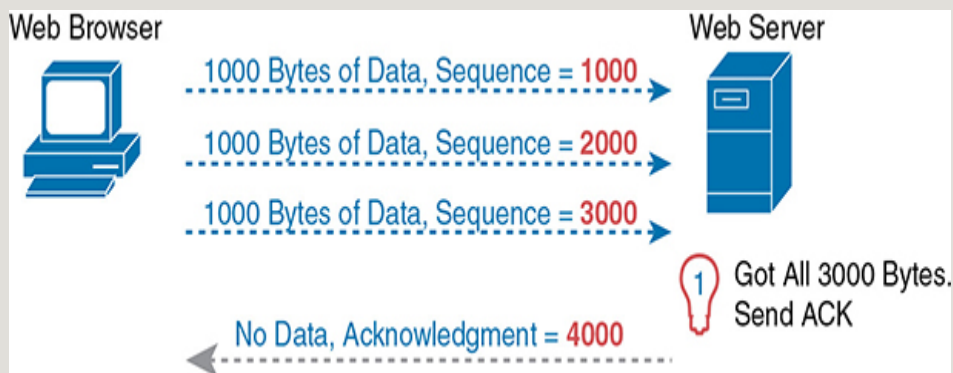 Web Browser
Web Server
1000 Bytes of Data, Sequence = 1000
1000 Bytes of Data, Sequence = 2000
1000 Bytes of Data, Sequence = 3000
1
Got All 3000 Bytes.
Send ACK
No Data, Acknowledgment = 4000